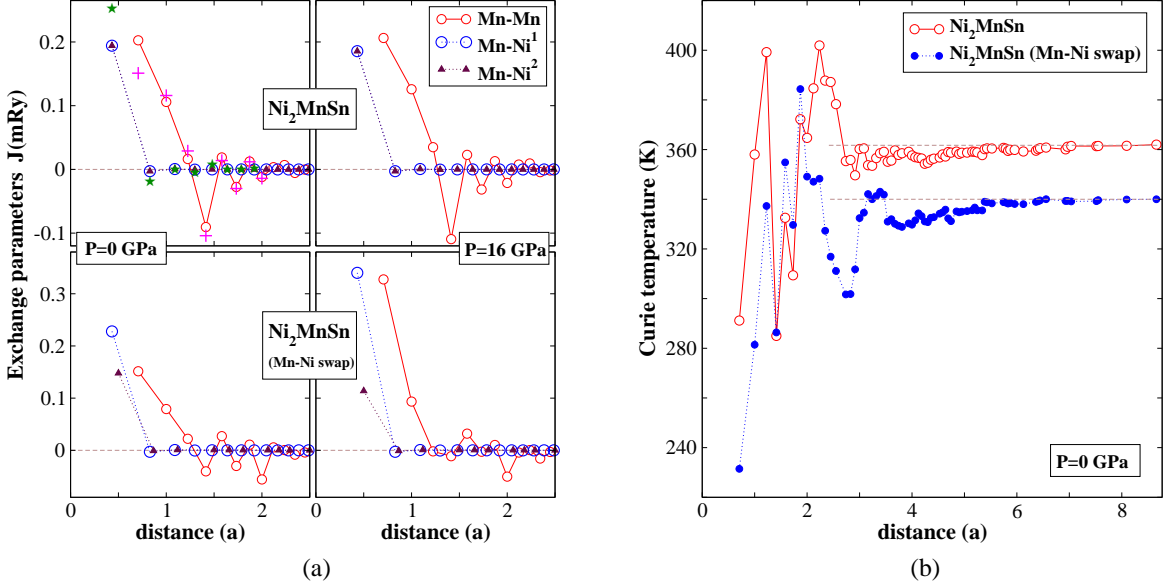 Exchange parameters J(mRy)
0.2
0.1
0
-0.1
Mn-Mn
Mn-Ni1
Mn-Ni2
Ni2MnSn
P=0 GPa
P=16 GPa
0.3
0.2
0.1
0
Ni2MnSn
(Mn-Ni swap)
0 1 2
0 1 2
distance (a)
distance (a)
(a)
Curie temperature (K)
400
360
320
280
240
Ni2MnSn
Ni2MnSn (Mn-Ni swap)
P=0 GPa
0 2 4 6 8
distance (a)
(b)